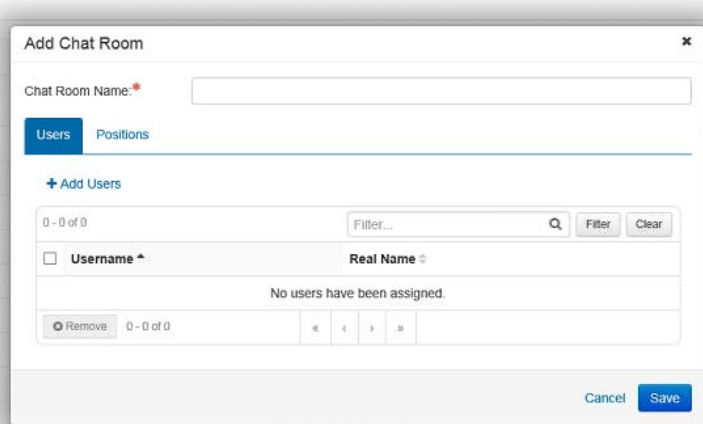 Add Chat Room ×
Chat Room Name:*
Users Positions
+ Add Users
0 - 0 of 0 Filter... Filter Clear
Username Real Name
No users have been assigned.
Remove 0 - 0 of 0 « ‹ › »
Cancel Save